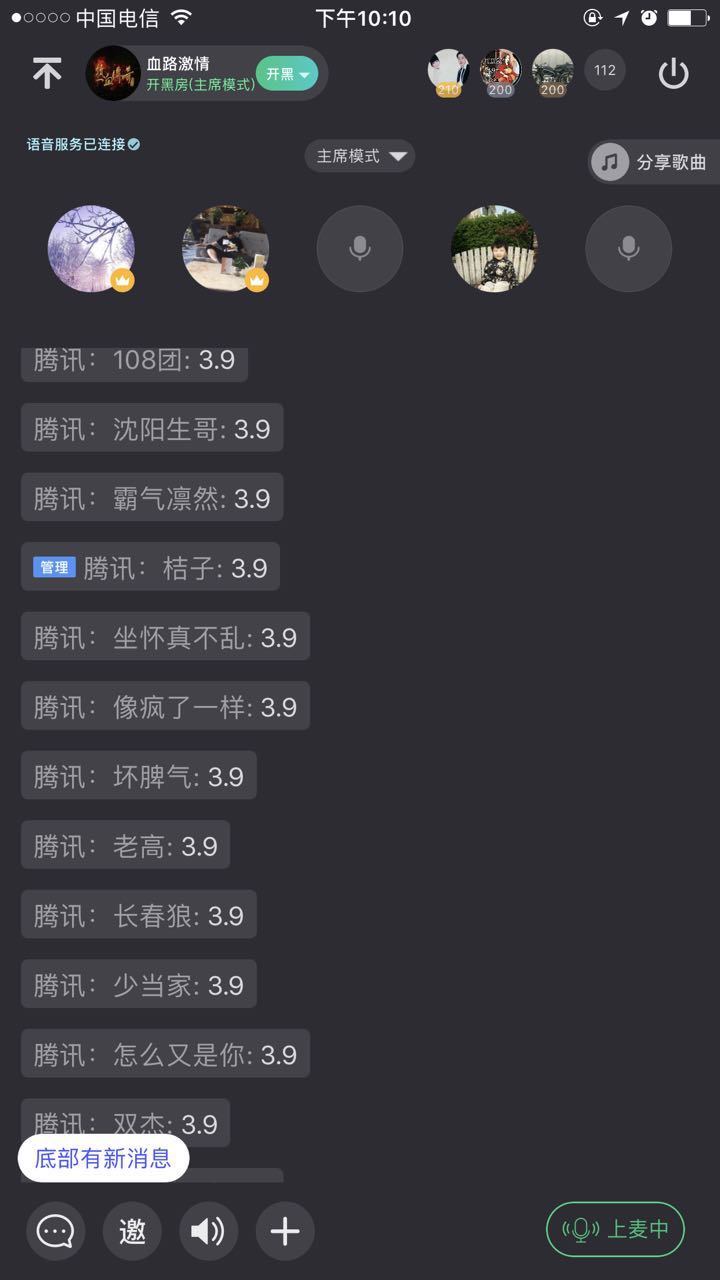 中国电信 下午10:10
血路激情
开黑房(主席模式) 开黑
210 200 200 112
语音服务已连接
主席模式
分享歌曲
腾讯：108团: 3.9
腾讯：沈阳生哥: 3.9
腾讯：霸气凛然: 3.9
管理 腾讯：桔子: 3.9
腾讯：坐怀真不乱: 3.9
腾讯：像疯了一样: 3.9
腾讯：坏脾气: 3.9
腾讯：老高: 3.9
腾讯：长春狼: 3.9
腾讯：少当家: 3.9
腾讯：怎么又是你: 3.9
腾讯：双杰: 3.9
底部有新消息
邀 上麦中